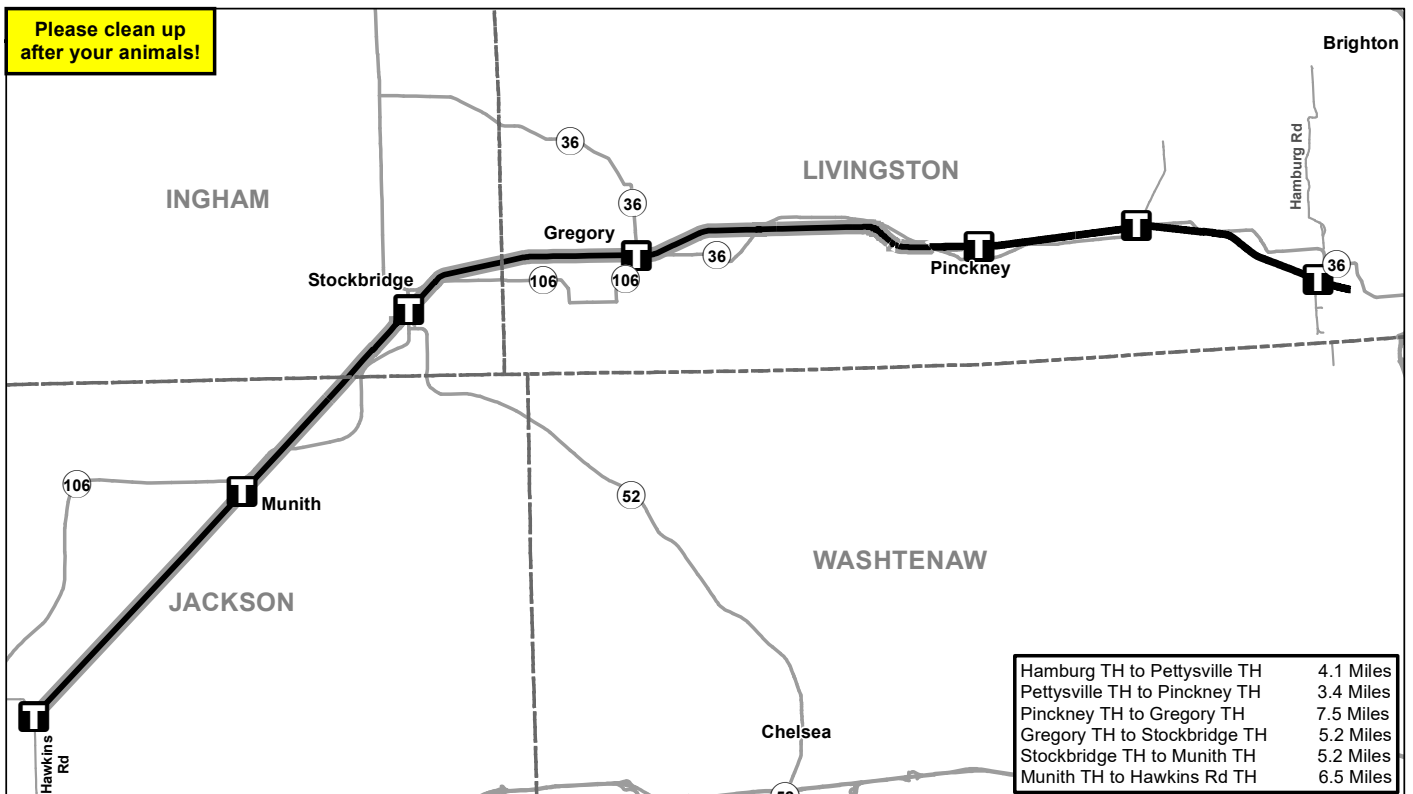 Please clean up
after your animals!
Brighton
36
Hamburg Rd
INGHAM
LIVINGSTON
36
Gregory
T
T
36
T
36
Pinckney
Stockbridge
106
106
T
T
T
106
T
Munith
52
WASHTENAW
JACKSON
T
Hawkins
Rd
Chelsea
Hamburg TH to Pettysville TH 4.1 Miles
Pettysville TH to Pinckney TH 3.4 Miles
Pinckney TH to Gregory TH 7.5 Miles
Gregory TH to Stockbridge TH 5.2 Miles
Stockbridge TH to Munith TH 5.2 Miles
Munith TH to Hawkins Rd TH 6.5 Miles